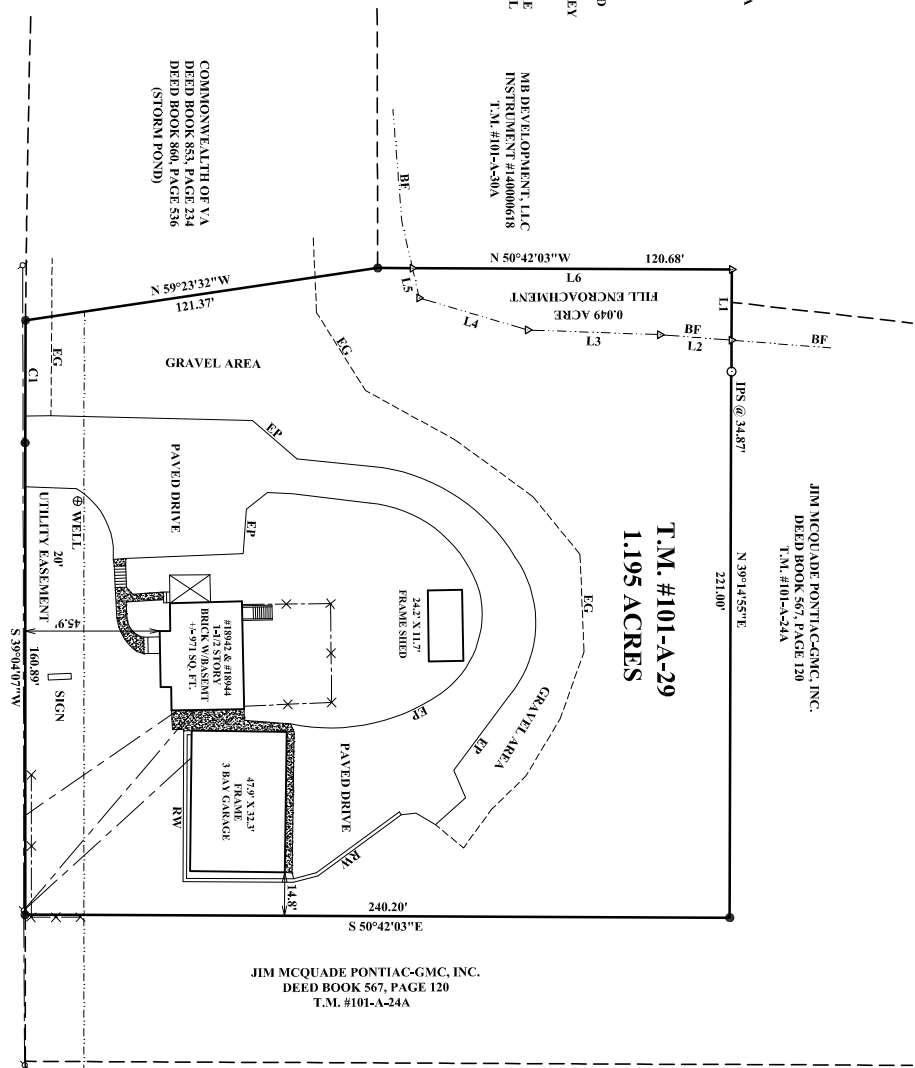 A
D
EY
E
L
MB DEVELOPMENT, LLC
INSTRUMENT #140000618
T.M. #101-A-30A
COMMONWEALTH OF VA
DEED BOOK 853, PAGE 234
DEED BOOK 860, PAGE 536
(STORM POND)
JIM MCQUADE PONTIAC-GMC, INC.
DEED BOOK 567, PAGE 120
T.M. #101-A-24A
N 39°14'55"E
221.00'
IPS @ 34.87'
L1
BF
BF
L2
L3
L4
L5
BF
N 50°42'03"W
120.68'
L6
0.049 ACRE
FILL ENCROACHMENT
N 59°23'32"W
121.37'
T.M. #101-A-29
1.195 ACRES
EG
EG
EG
GRAVEL AREA
GRAVEL AREA
EP
EP
EP
EP
PAVED DRIVE
PAVED DRIVE
24.2' X 11.7'
FRAME SHED
#18942 & #18944
1-1/2 STORY
BRICK W/BASEMT
+/- 971 SQ. FT.
47.9' X 32.3'
FRAME
3 BAY GARAGE
RW
RW
14.8'
45.9'
WELL
20'
UTILITY EASEMENT
SIGN
C1
160.89'
S 39°04'07"W
240.20'
S 50°42'03"E
JIM MCQUADE PONTIAC-GMC, INC.
DEED BOOK 567, PAGE 120
T.M. #101-A-24A